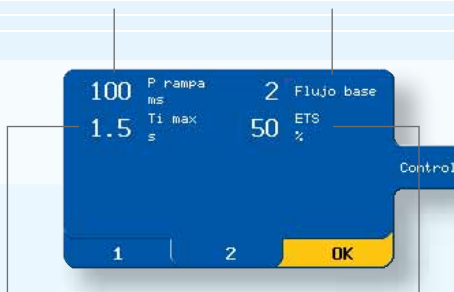 100 P rampa
ms
2 Flujo base
1.5 Ti max
s
50 ETS
%
Control
1 2 OK